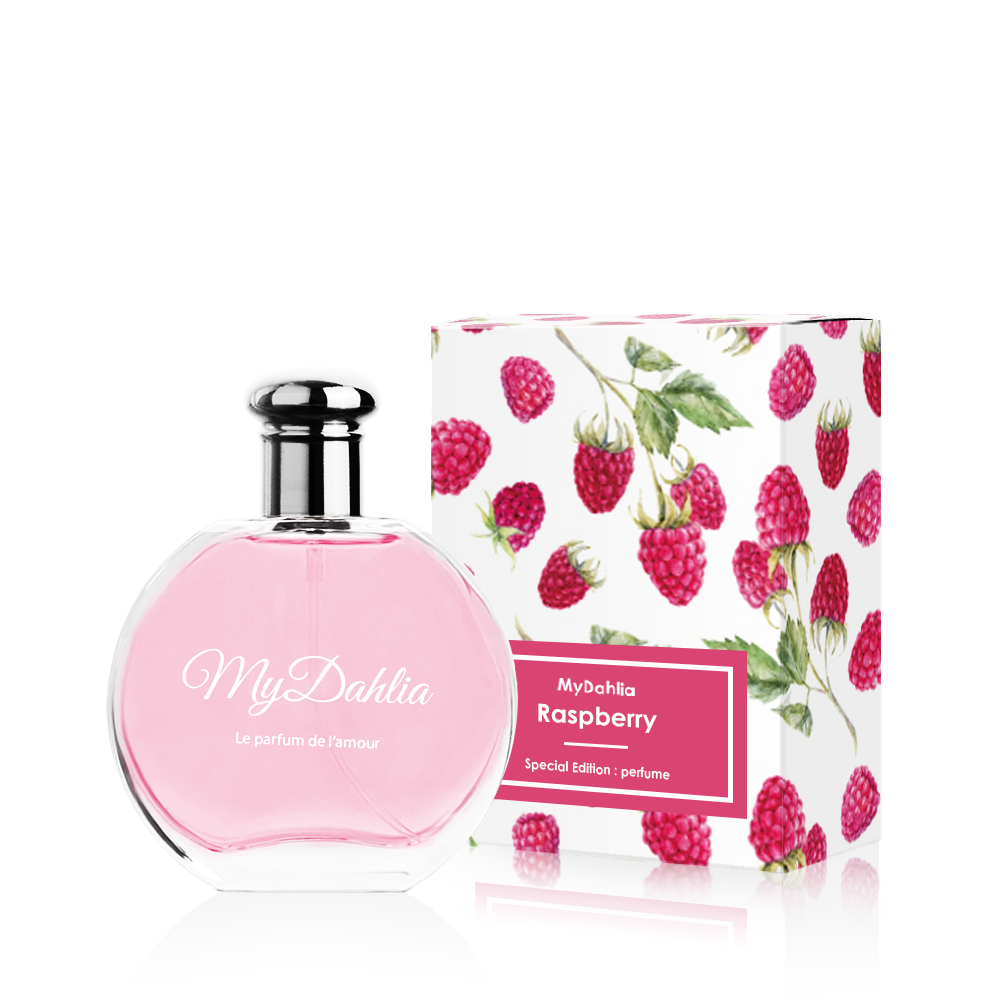 MyDahlia
Le parfum de l'amour
MyDahlia
Raspberry
Special Edition : perfume